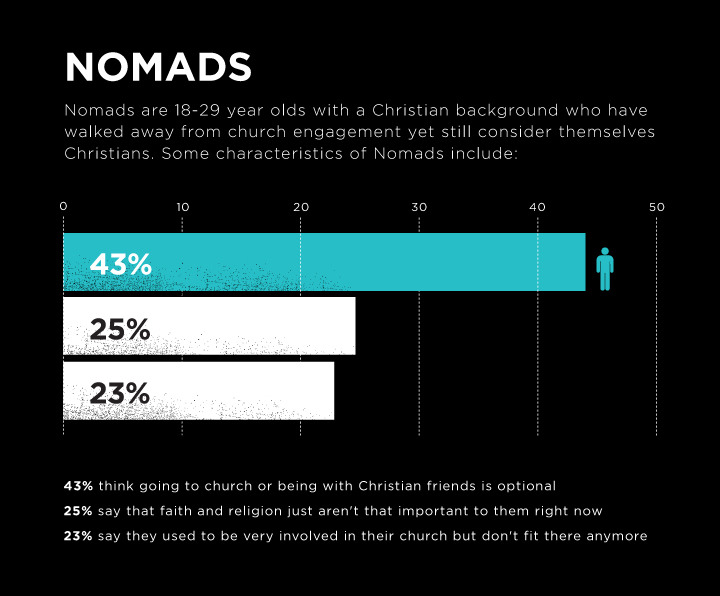 NOMADS
Nomads are 18-29 year olds with a Christian background who have
walked away from church engagement yet still consider themselves
Christians. Some characteristics of Nomads include:
0 10 20 30 40 50
43%
25%
23%
43% think going to church or being with Christian friends is optional
25% say that faith and religion just aren't that important to them right now
23% say they used to be very involved in their church but don't fit there anymore